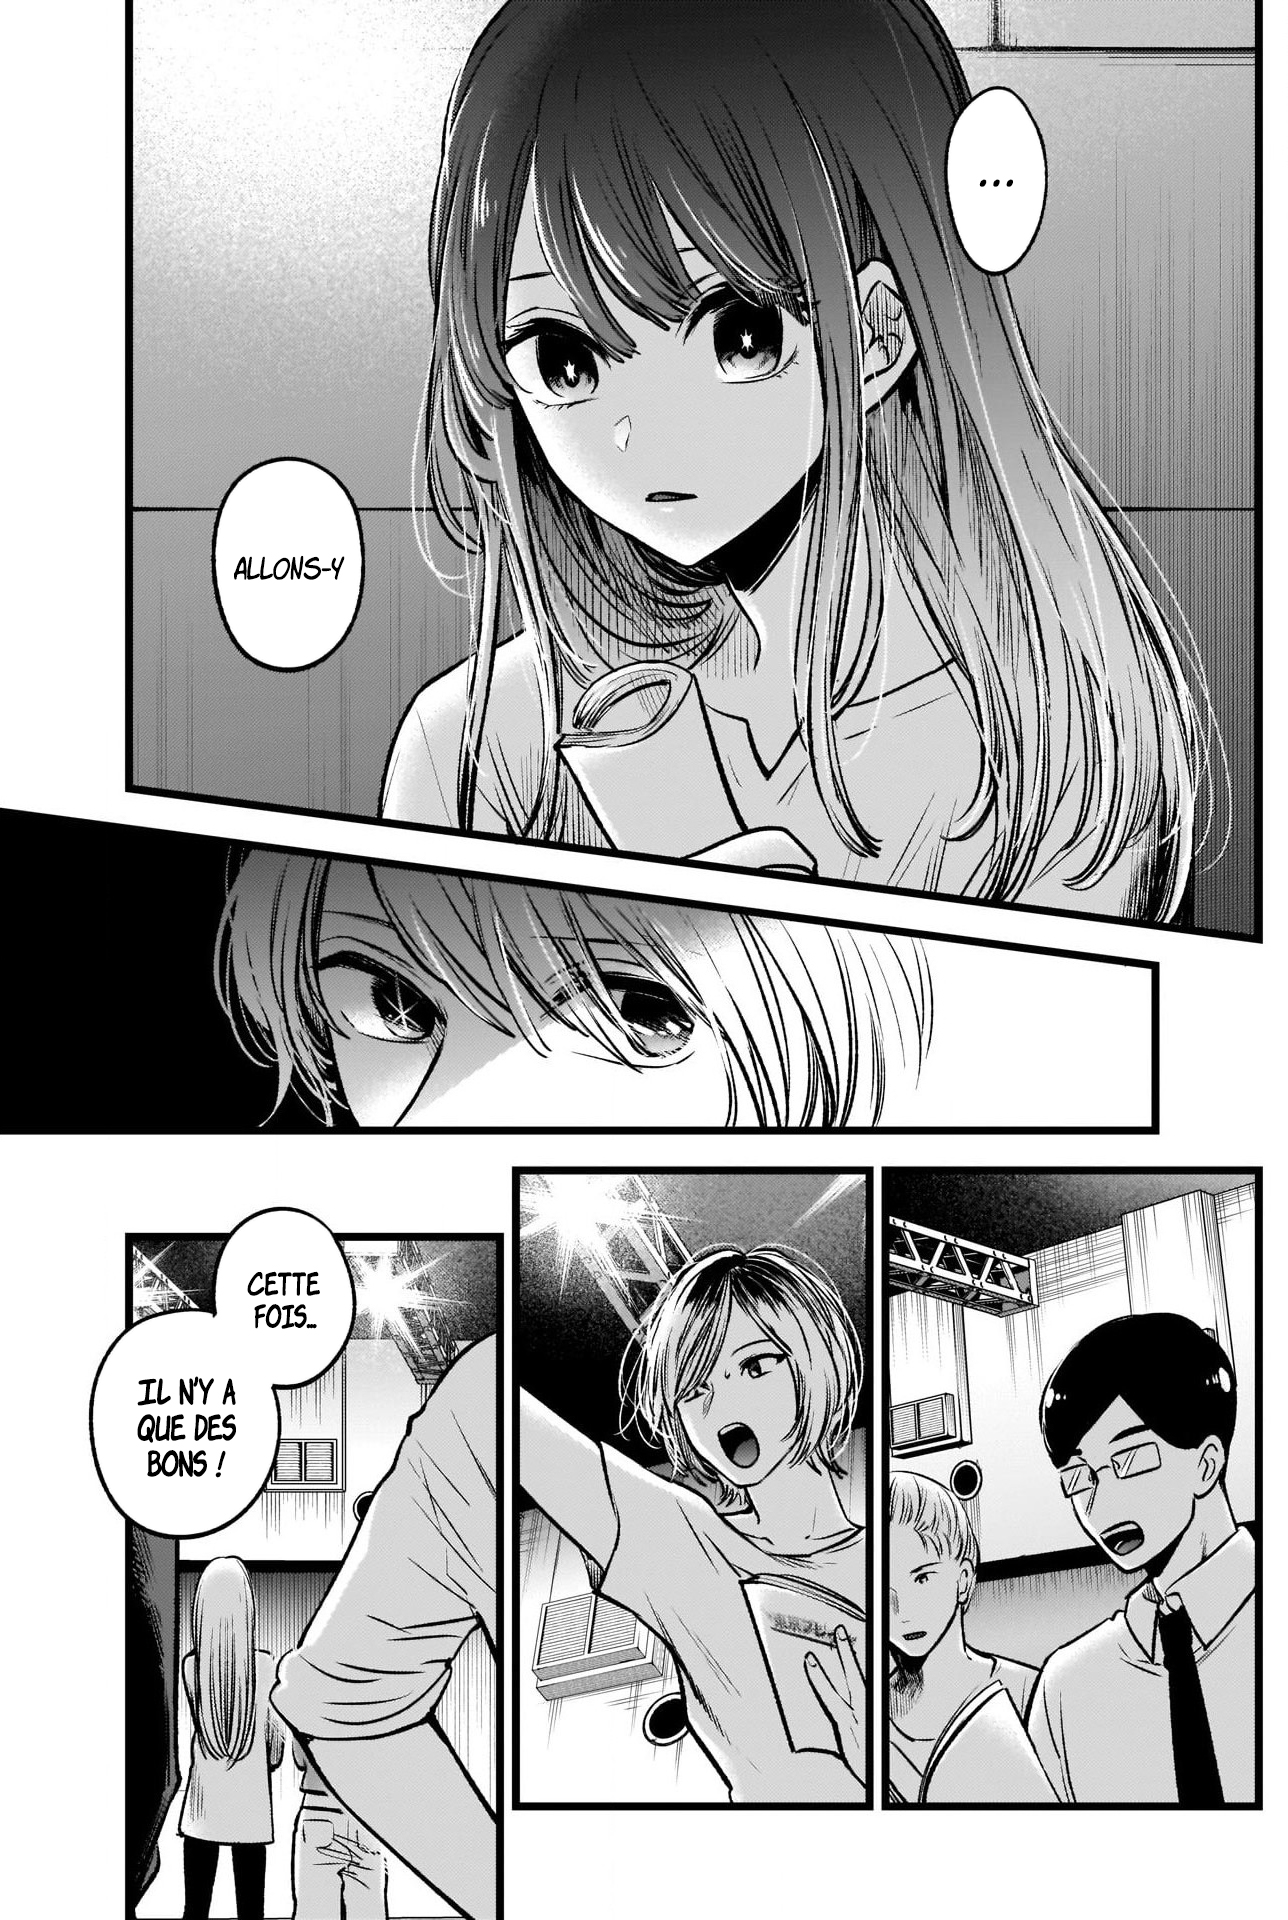 ...
ALLONS-Y
CETTE
FOIS...
IL N'Y A
QUE DES
BONS !